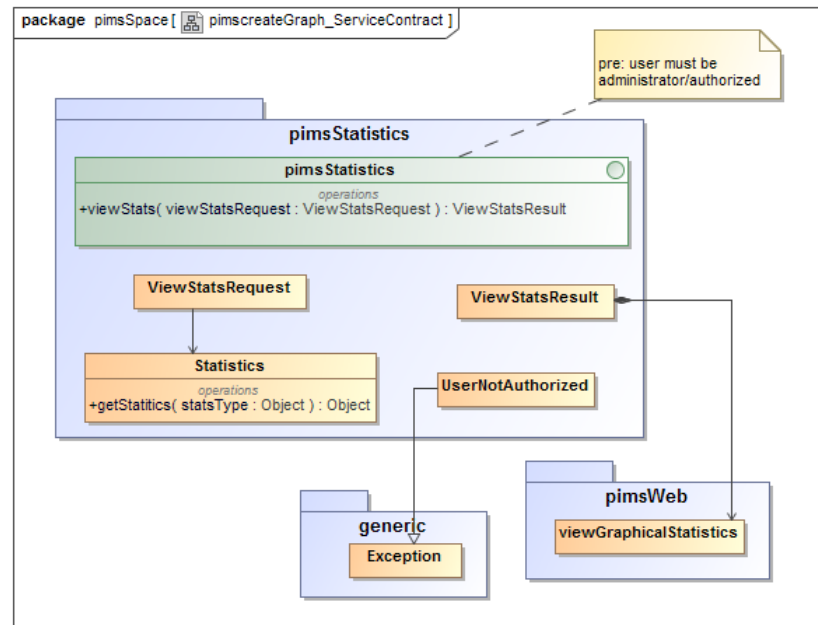 package pimsSpace [ pimscreateGraph_ServiceContract ]
pre: user must be
administrator/authorized
pimsStatistics
pimsStatistics
operations
+viewStats( viewStatsRequest : ViewStatsRequest ) : ViewStatsResult
ViewStatsRequest
ViewStatsResult
Statistics
operations
+getStatitics( statsType : Object ) : Object
UserNotAuthorized
generic
Exception
pimsWeb
viewGraphicalStatistics